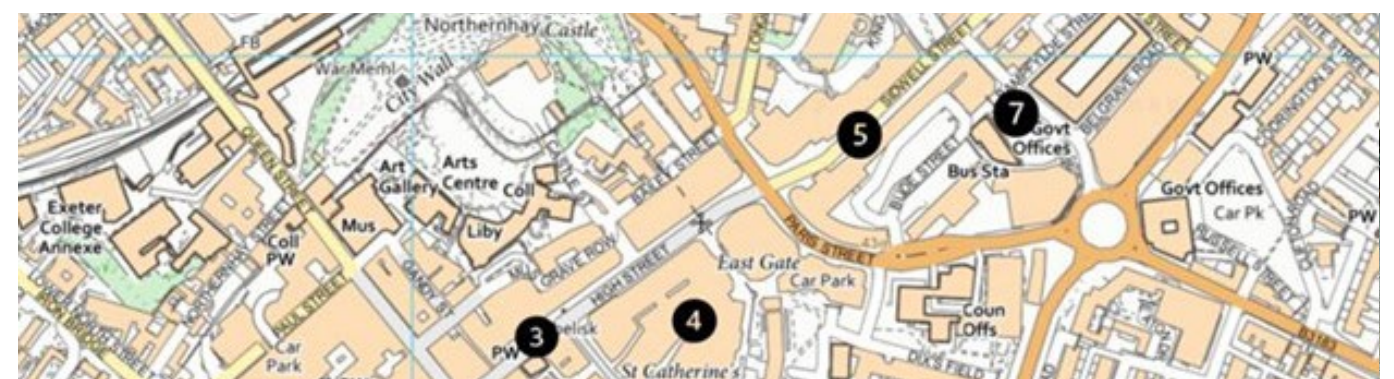 Northernhay
Castle
FB
War Meml
City Wall
SIDWELL STREET
BELGRAVE ROAD
PW
5
7
Govt
Offices
Bus Sta
BUDE STREET
QUEEN STREET
Art
Gallery
Arts
Centre
Coll
BAILEY STREET
Exeter
College
Annexe
Mus
Liby
Coll
PW
PARIS STREET
Govt Offices
Car Pk
PW
RUSSELL STREET
GANDY ST
HIGH STREET
East Gate
Car Park
PAUL STREET
3
4
PW
Car
Park
Coun
Offs
DIX'S FIELD
St Catherine's
B3183